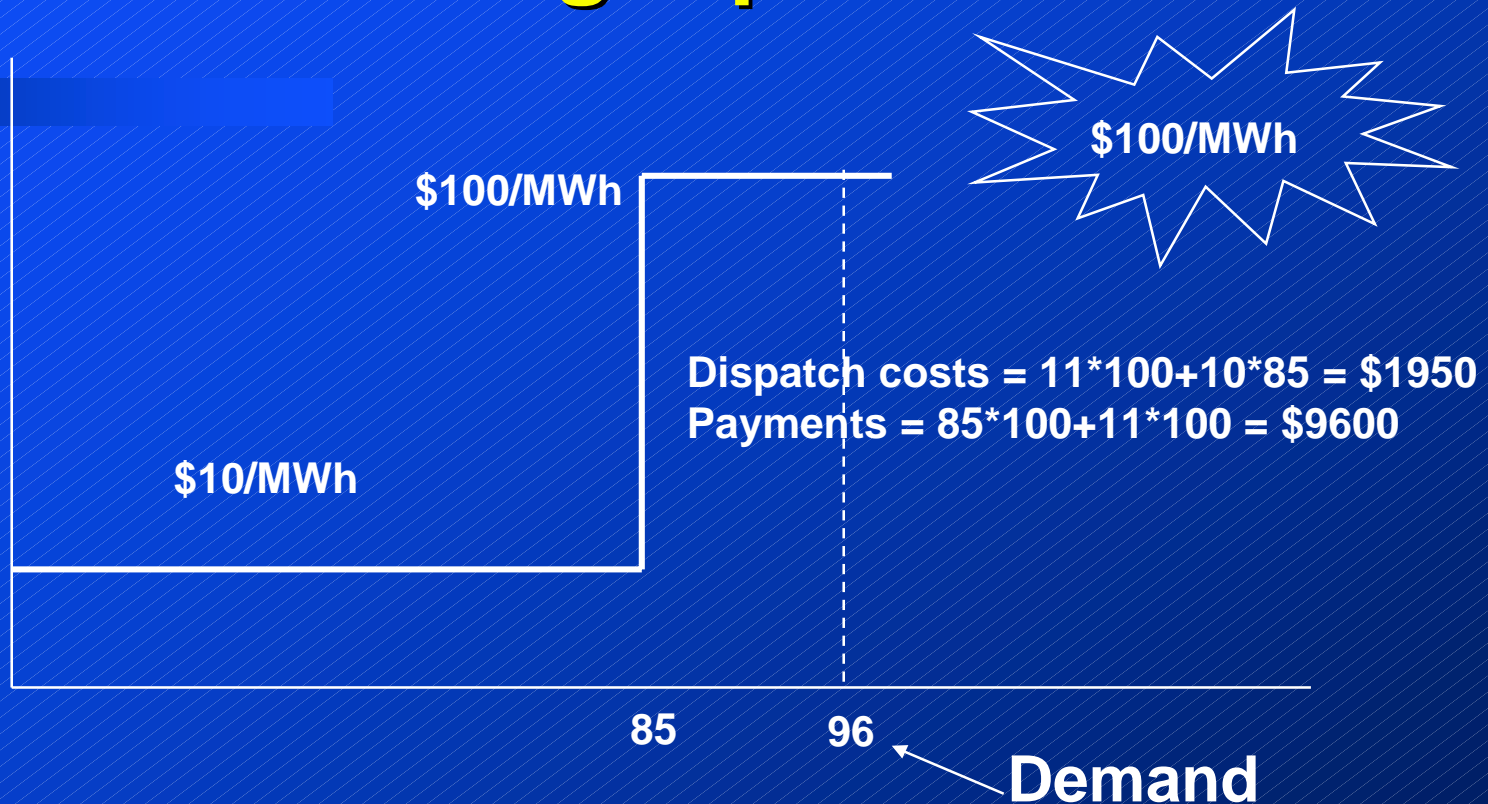 $100/MWh
$100/MWh
Dispatch costs = 11*100+10*85 = $1950
Payments = 85*100+11*100 = $9600
$10/MWh
85 96
Demand